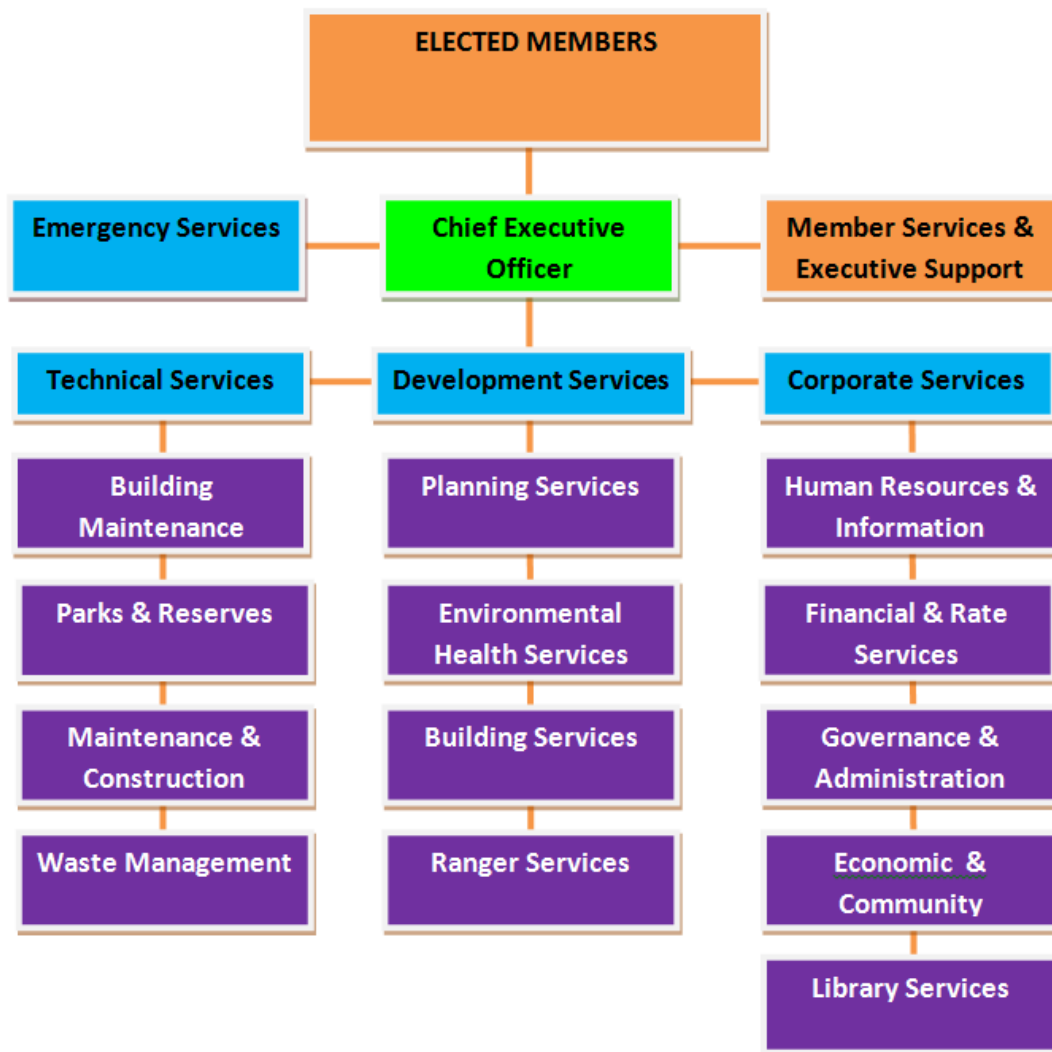 ELECTED MEMBERS
Emergency Services
Chief Executive
Officer
Member Services &
Executive Support
Technical Services
Development Services
Corporate Services
Building
Maintenance
Planning Services
Human Resources &
Information
Parks & Reserves
Environmental
Health Services
Financial & Rate
Services
Maintenance &
Construction
Building Services
Governance &
Administration
Waste Management
Ranger Services
Economic &
Community
Library Services